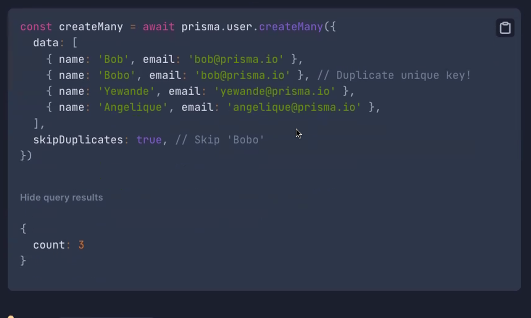 const createMany = await prisma.user.createMany({
  data: [
    { name: 'Bob', email: 'bob@prisma.io' },
    { name: 'Bobo', email: 'bob@prisma.io' }, // Duplicate unique key!
    { name: 'Yewande', email: 'yewande@prisma.io' },
    { name: 'Angelique', email: 'angelique@prisma.io' },
  ],
  skipDuplicates: true, // Skip 'Bobo'
})
Hide query results
{
  count: 3
}